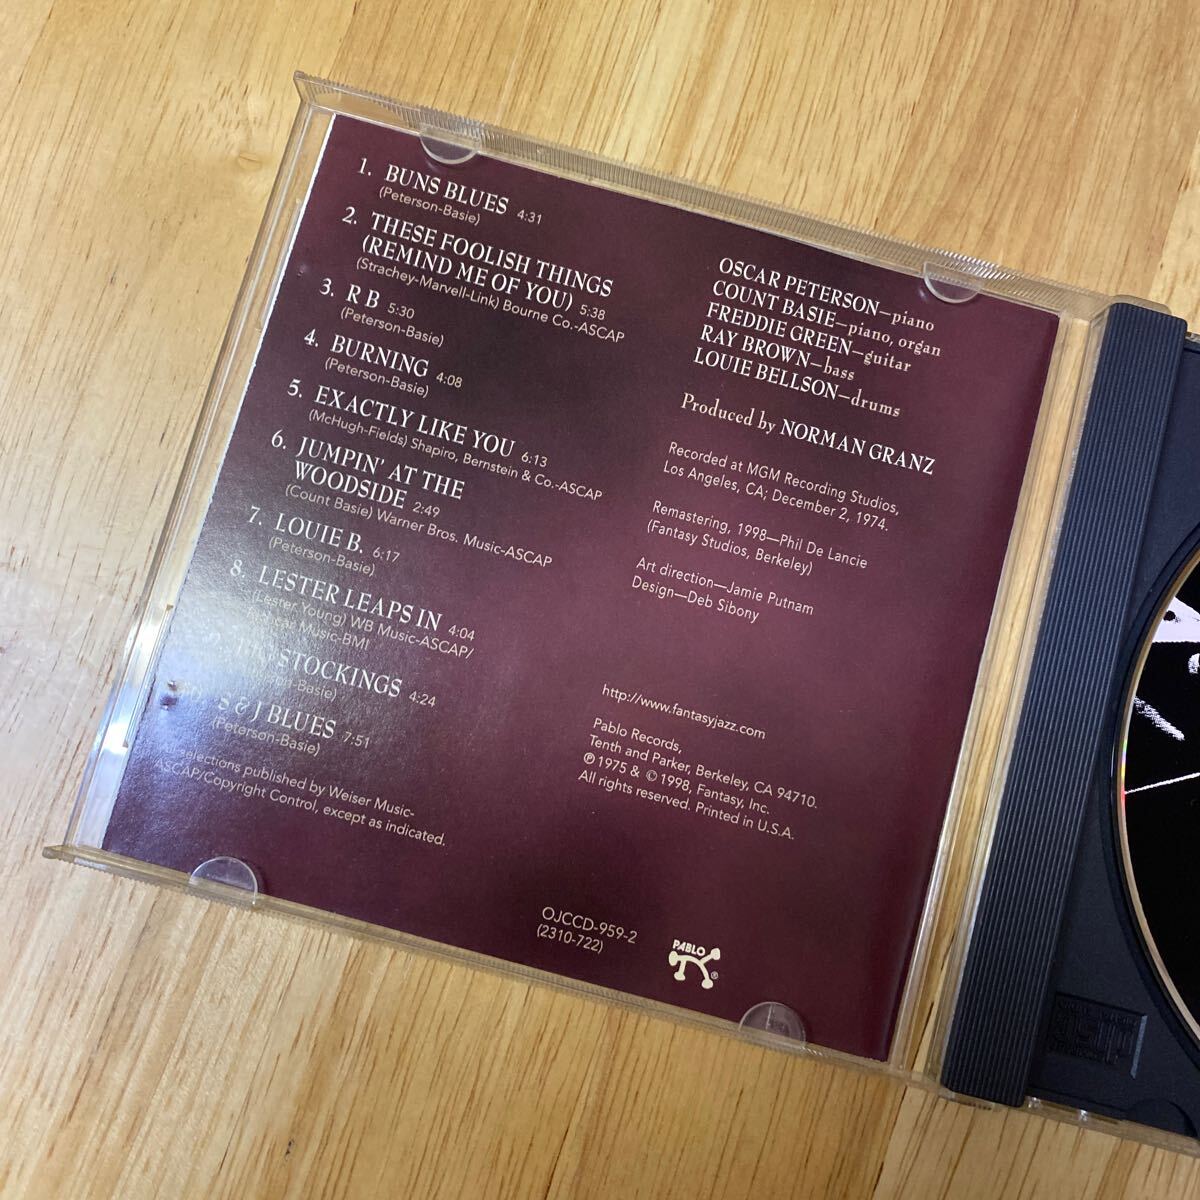 1. BUNS BLUES 4:31
(Peterson-Basie)
2. THESE FOOLISH THINGS
(REMIND ME OF YOU) 5:38
(Strachey-Marvell-Link) Bourne Co.-ASCAP
3. R B 5:30
(Peterson-Basie)
4. BURNING 4:08
(Peterson-Basie)
5. EXACTLY LIKE YOU 6:13
(McHugh-Fields) Shapiro, Bernstein & Co.-ASCAP
6. JUMPIN' AT THE
WOODSIDE 2:49
(Count Basie) Warner Bros. Music-ASCAP
7. LOUIE B. 6:17
(Peterson-Basie)
8. LESTER LEAPS IN 4:04
(Lester Young) WB Music-ASCAP/
Music-BMI
STOCKINGS 4:24
S & J BLUES 7:51
(Peterson-Basie)
selections published by Weiser Music-
ASCAP/Copyright Control, except as indicated.
OSCAR PETERSON—piano
COUNT BASIE—piano, organ
FREDDIE GREEN—guitar
RAY BROWN—bass
LOUIE BELLSON—drums
Produced by NORMAN GRANZ
Recorded at MGM Recording Studios,
Los Angeles, CA; December 2, 1974.
Remastering, 1998—Phil De Lancie
(Fantasy Studios, Berkeley)
Art direction—Jamie Putnam
Design—Deb Sibony
http://www.fantasyjazz.com
Pablo Records,
Tenth and Parker, Berkeley, CA 94710.
℗ 1975 & © 1998, Fantasy, Inc.
All rights reserved. Printed in U.S.A.
OJCCD-959-2
(2310-722)
PABLO
®